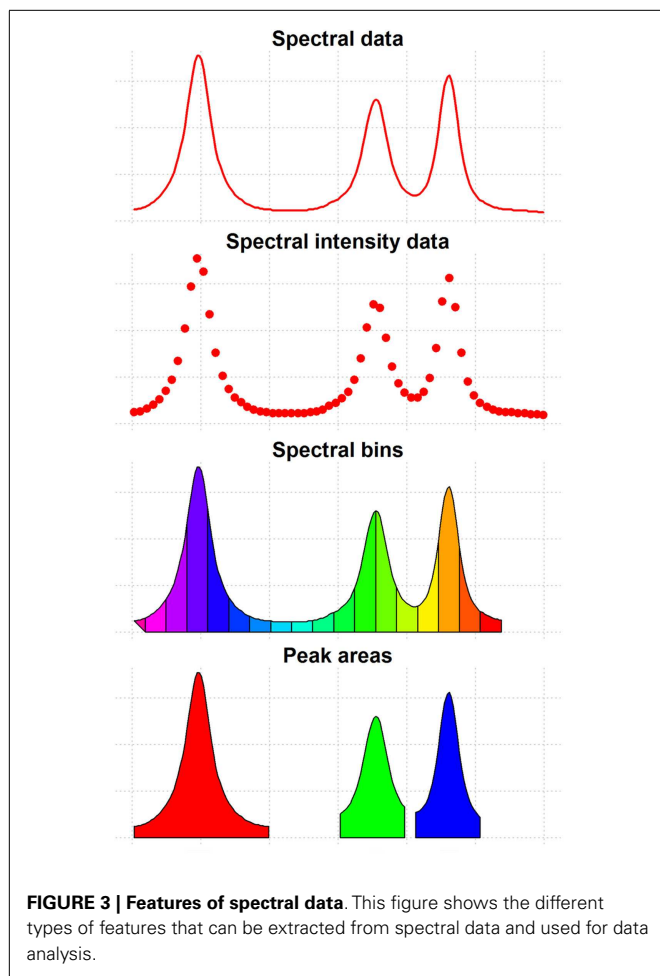 Spectral data
Spectral intensity data
Spectral bins
Peak areas
FIGURE 3 | Features of spectral data. This figure shows the different
types of features that can be extracted from spectral data and used for data
analysis.